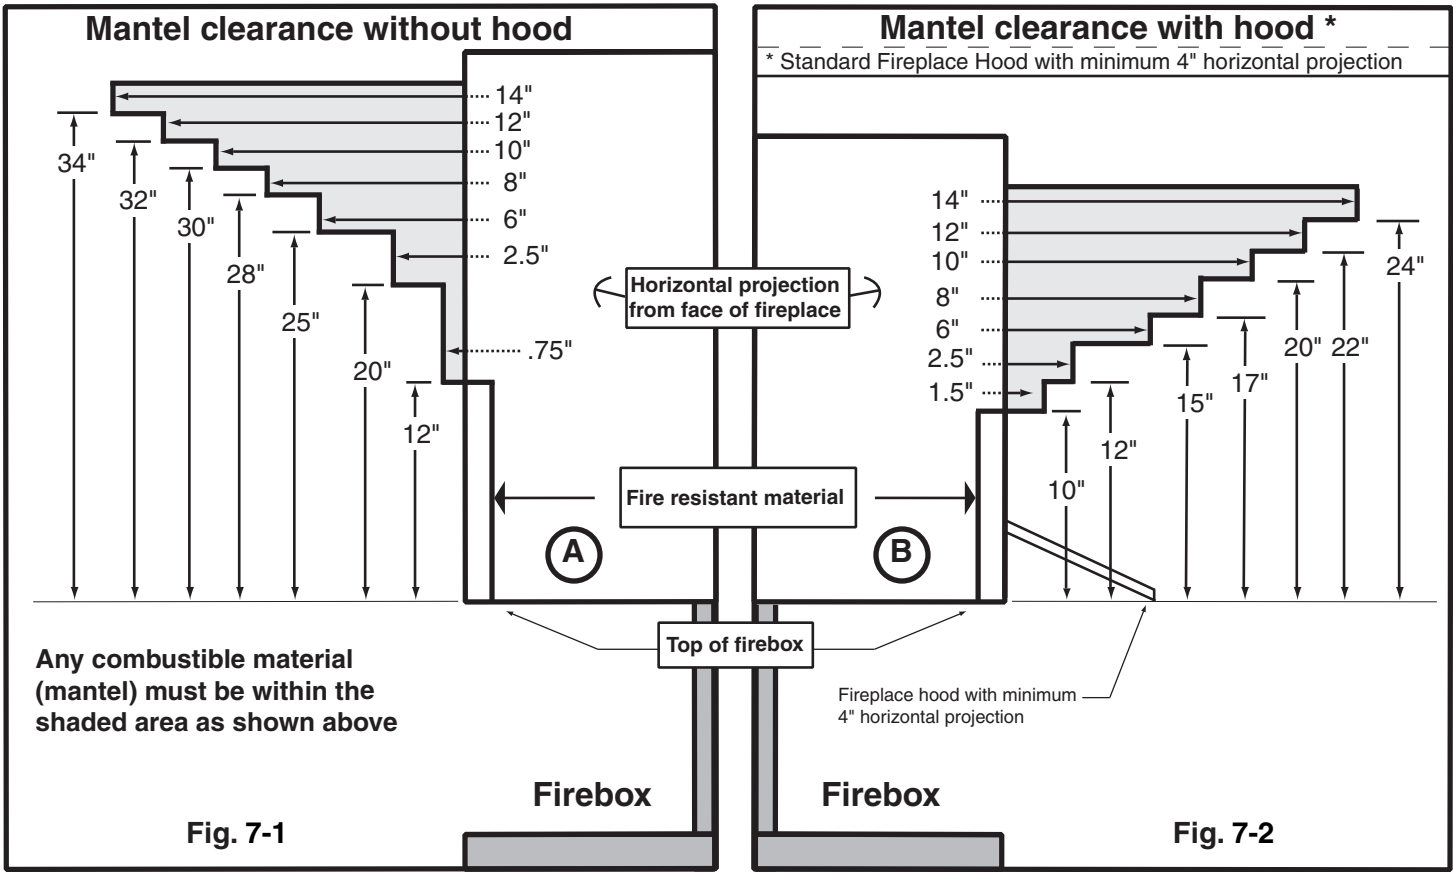 Mantel clearance without hood
14"
12"
10"
8"
6"
2.5"
.75"
34"
32"
30"
28"
25"
20"
12"
A
Any combustible material
(mantel) must be within the
shaded area as shown above
Firebox
Fig. 7-1
Horizontal projection
from face of fireplace
Fire resistant material
Top of firebox
Mantel clearance with hood *
* Standard Fireplace Hood with minimum 4" horizontal projection
14"
12"
10"
8"
6"
2.5"
1.5"
24"
22"
20"
17"
15"
12"
10"
B
Fireplace hood with minimum
4" horizontal projection
Firebox
Fig. 7-2